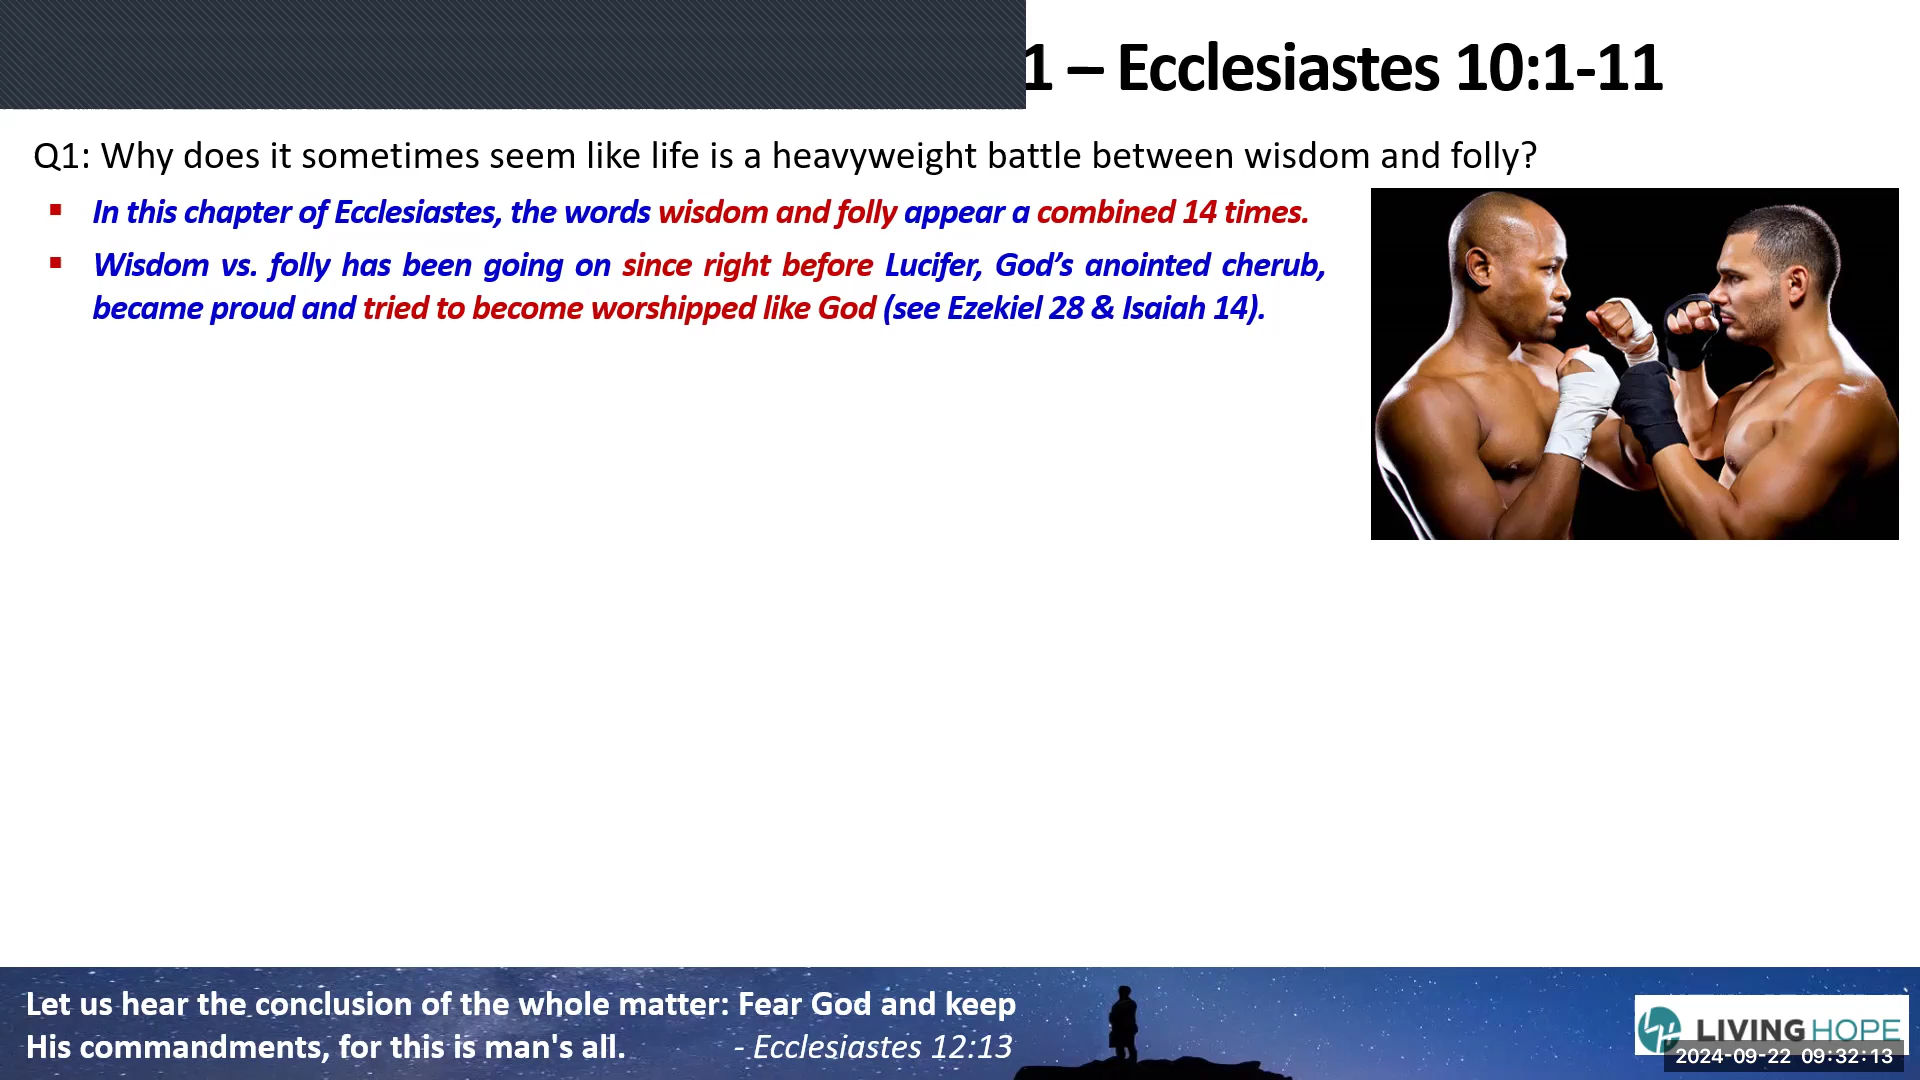 1 – Ecclesiastes 10:1-11
Q1: Why does it sometimes seem like life is a heavyweight battle between wisdom and folly?
In this chapter of Ecclesiastes, the words wisdom and folly appear a combined 14 times.
Wisdom vs. folly has been going on since right before Lucifer, God’s anointed cherub,
became proud and tried to become worshipped like God (see Ezekiel 28 & Isaiah 14).
Let us hear the conclusion of the whole matter: Fear God and keep
His commandments, for this is man's all. - Ecclesiastes 12:13
LIVING HOPE
2024-09-22 09:32:13